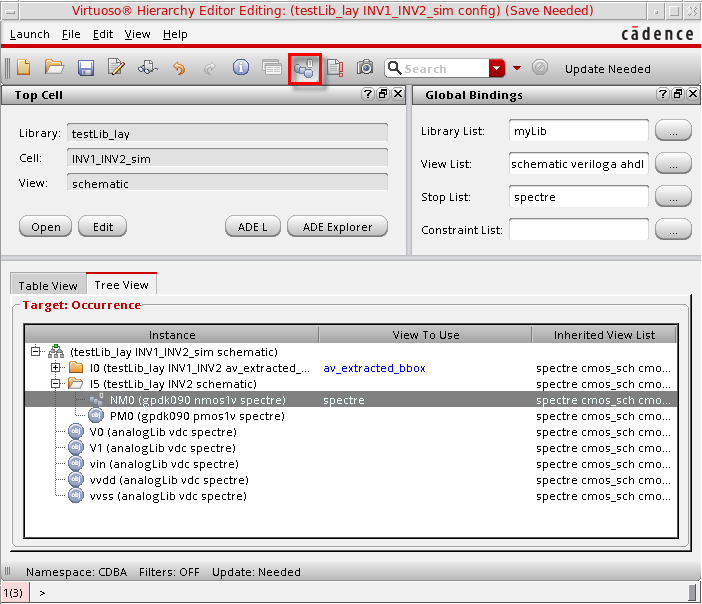 Virtuoso® Hierarchy Editor Editing: (testLib_lay INV1_INV2_sim config) (Save Needed)
Launch File Edit View Help cādence
Search Update Needed
Top Cell
Library: testLib_lay
Cell: INV1_INV2_sim
View: schematic
Open Edit ADE L ADE Explorer
Global Bindings
Library List: myLib ...
View List: schematic veriloga ahdl ...
Stop List: spectre ...
Constraint List: ...
Table View Tree View
Target: Occurrence
Instance View To Use Inherited View List
(testLib_lay INV1_INV2_sim schematic)
I0 (testLib_lay INV1_INV2 av_extracted_... av_extracted_bbox spectre cmos_sch cmo...
I5 (testLib_lay INV2 schematic) spectre cmos_sch cmo...
NM0 (gpdk090 nmos1v spectre) spectre spectre cmos_sch cmo...
obj PM0 (gpdk090 nmos1v spectre) spectre cmos_sch cmo...
obj V0 (analogLib vdc spectre) spectre cmos_sch cmo...
obj V1 (analogLib vdc spectre) spectre cmos_sch cmo...
obj vin (analogLib vdc spectre) spectre cmos_sch cmo...
obj vvdd (analogLib vdc spectre) spectre cmos_sch cmo...
obj vvss (analogLib vdc spectre) spectre cmos_sch cmo...
Namespace: CDBA Filters: OFF Update: Needed
1(3) >